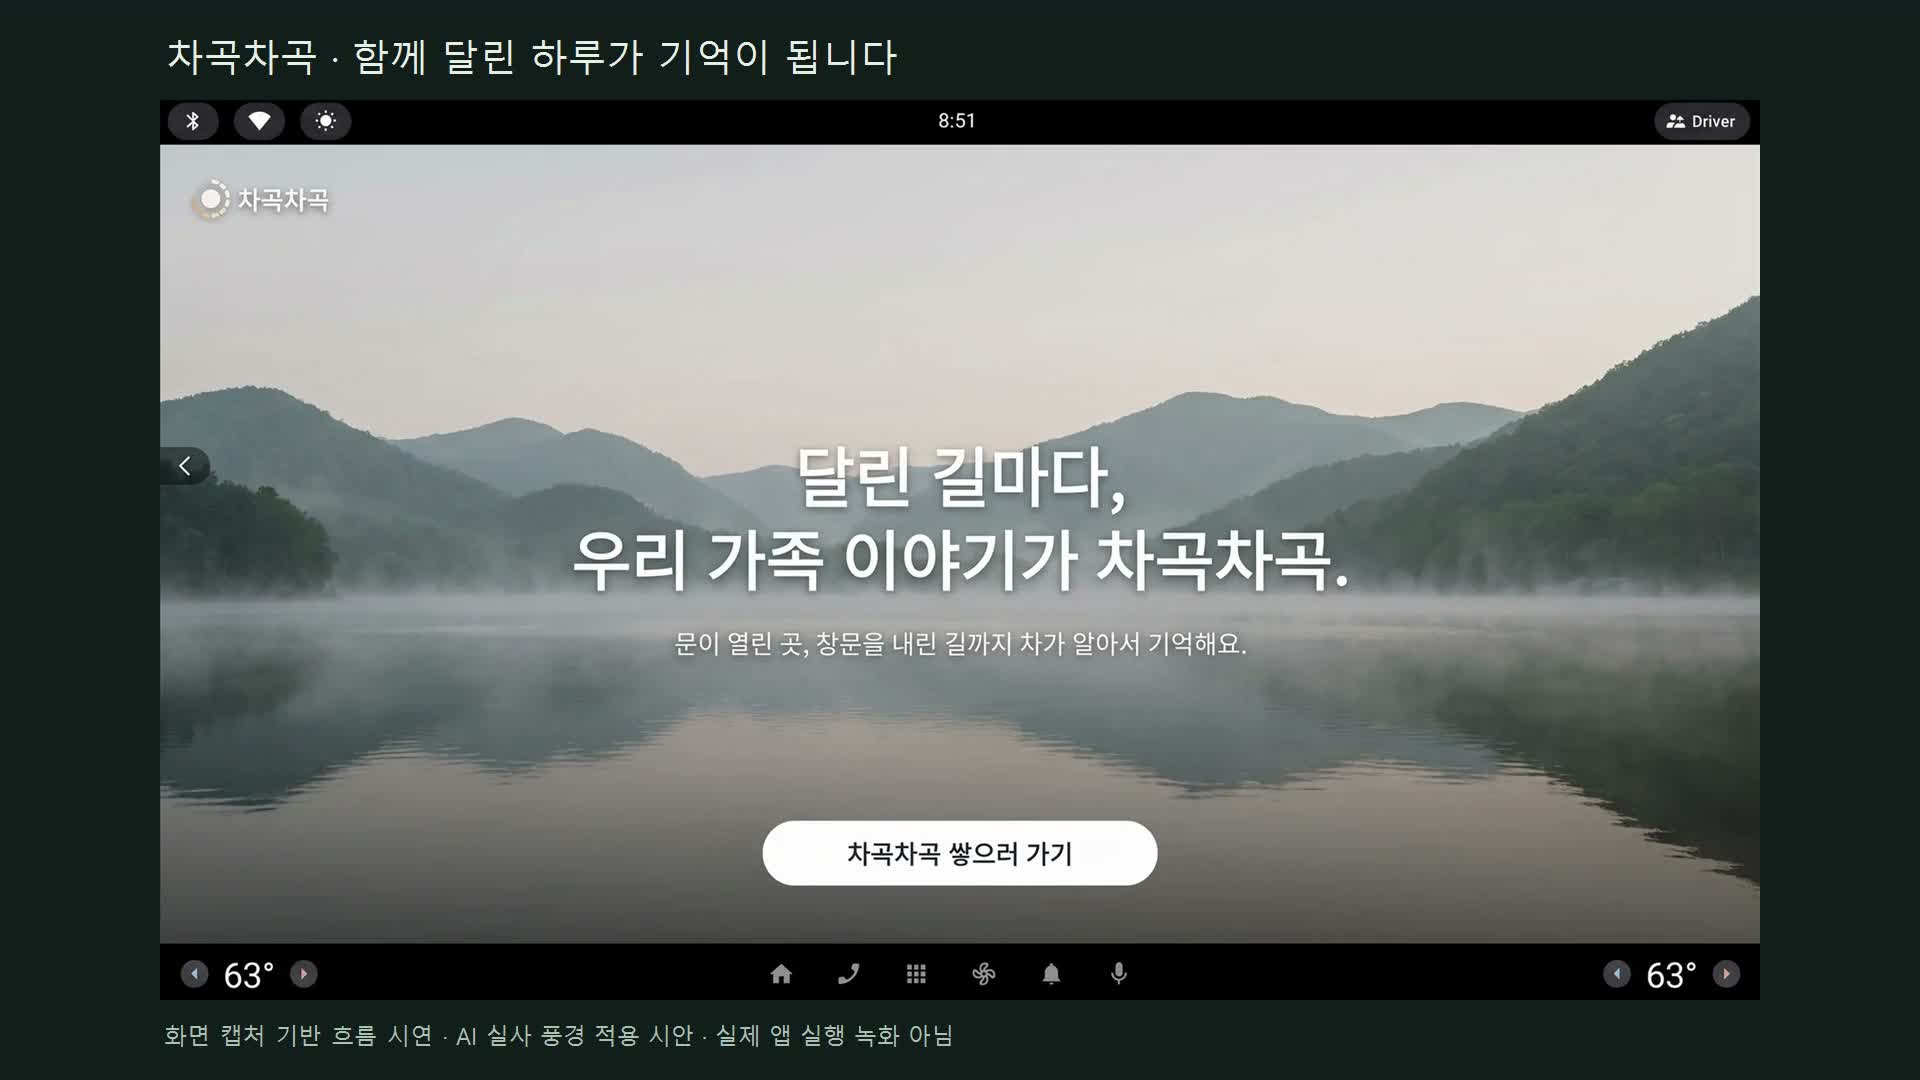 차곡차곡 · 함께 달린 하루가 기억이 됩니다
8:51
Driver
차곡차곡
달린 길마다,
우리 가족 이야기가 차곡차곡.
문이 열린 곳, 창문을 내린 길까지 차가 알아서 기억해요.
차곡차곡 쌓으러 가기
63°
63°
화면 캡처 기반 흐름 시연 · AI 실사 풍경 적용 시안 · 실제 앱 실행 녹화 아님